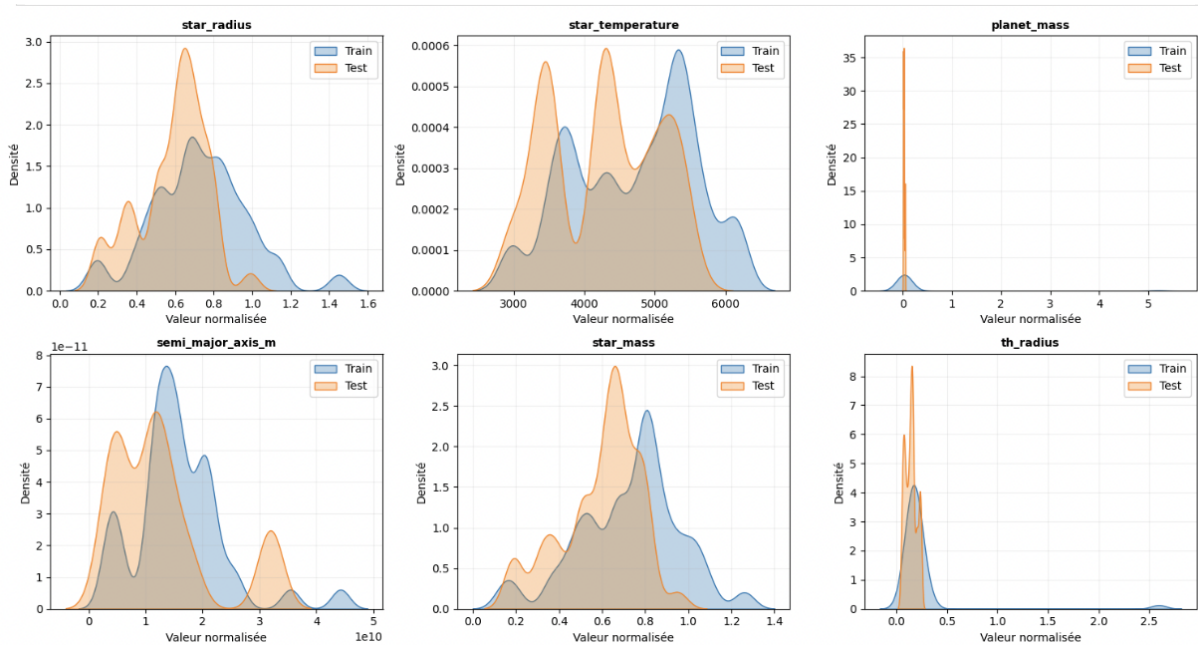 star_radius
Densité
3.0
2.5
2.0
1.5
1.0
0.5
0.0
Train
Test
0.0 0.2 0.4 0.6 0.8 1.0 1.2 1.4 1.6
Valeur normalisée
star_temperature
Densité
0.0006
0.0005
0.0004
0.0003
0.0002
0.0001
0.0000
Train
Test
3000 4000 5000 6000
Valeur normalisée
planet_mass
Densité
35
30
25
20
15
10
5
0
Train
Test
0 1 2 3 4 5
Valeur normalisée
semi_major_axis_m
1e−11
Densité
8
7
6
5
4
3
2
1
0
Train
Test
0 1 2 3 4 5
1e10
Valeur normalisée
star_mass
Densité
3.0
2.5
2.0
1.5
1.0
0.5
0.0
Train
Test
0.0 0.2 0.4 0.6 0.8 1.0 1.2 1.4
Valeur normalisée
th_radius
Densité
8
7
6
5
4
3
2
1
0
Train
Test
0.0 0.5 1.0 1.5 2.0 2.5
Valeur normalisée